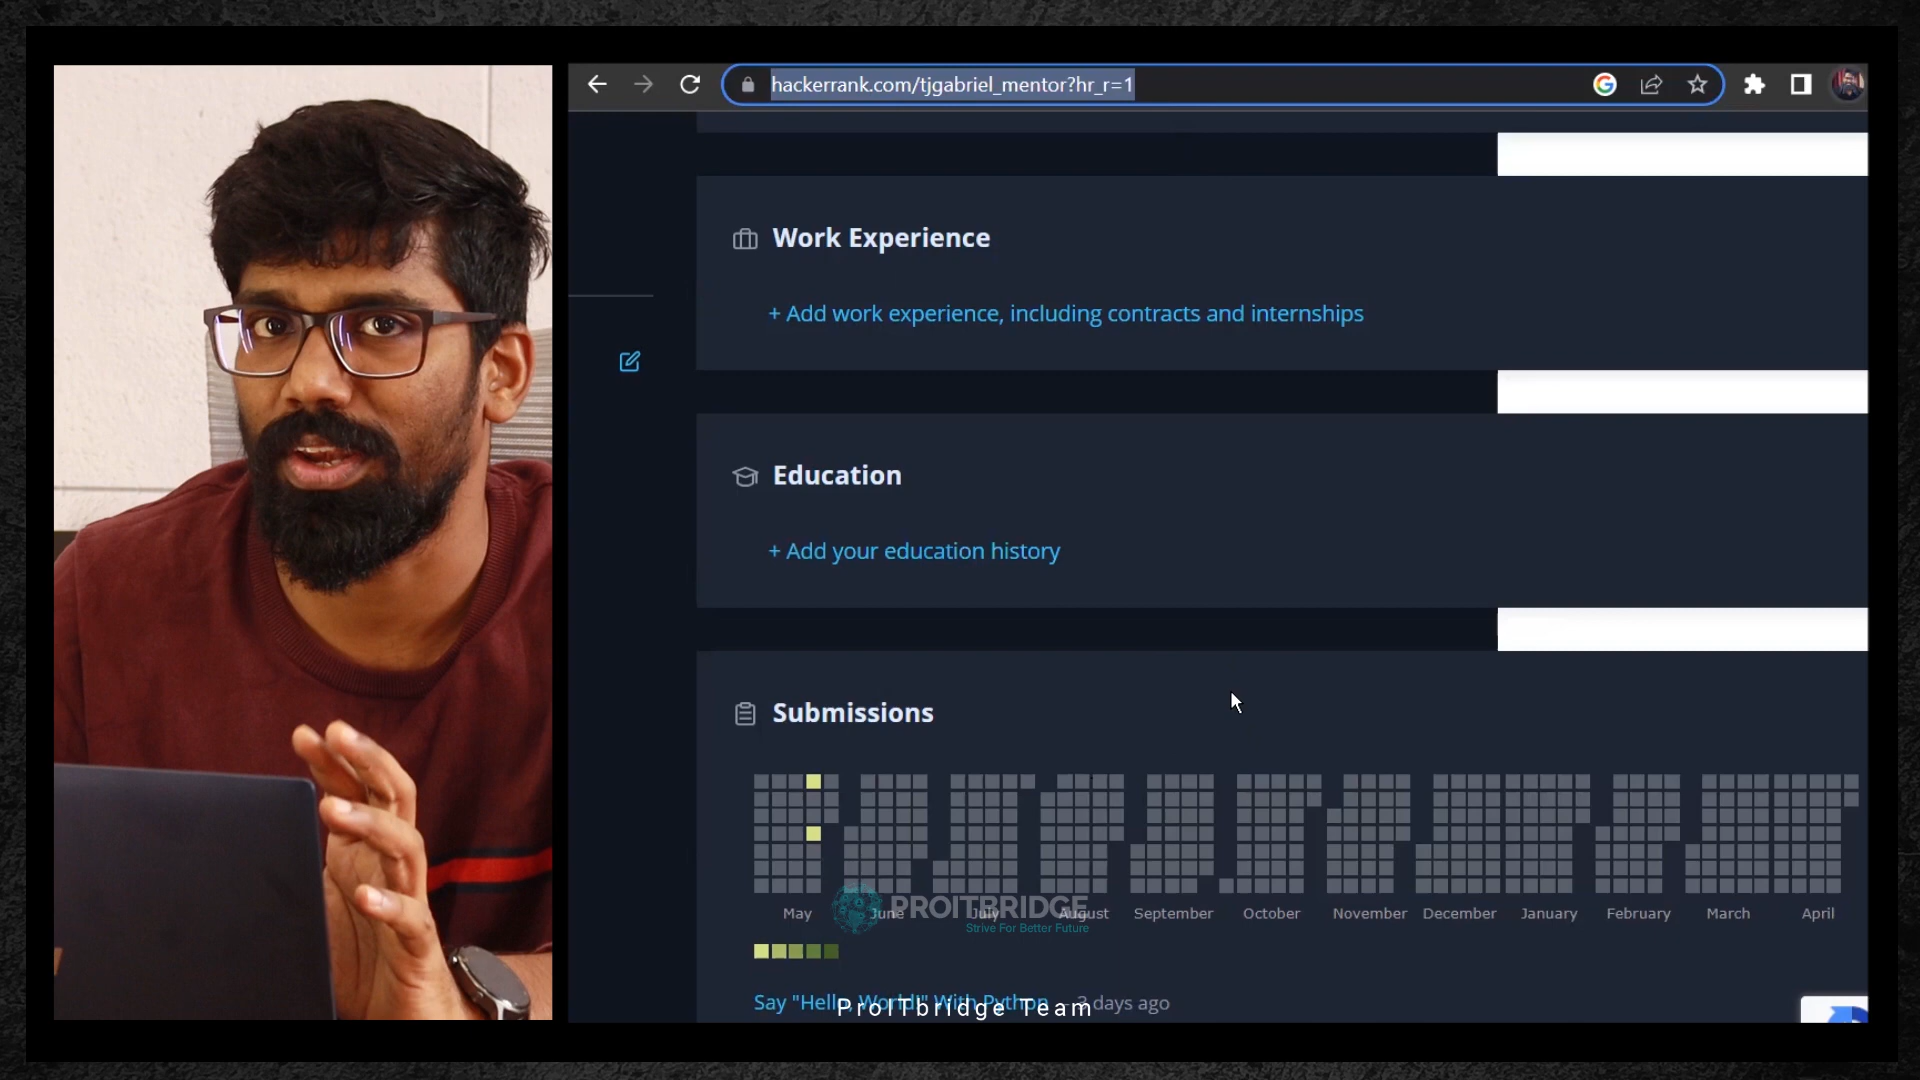 hackerrank.com/tjgabriel_mentor?hr_r=1
Work Experience
+ Add work experience, including contracts and internships
Education
+ Add your education history
Submissions
May June July August September October November December January February March April
PROITBRIDGE
Strive For Better Future
Say "Hello, World!" With Python - 3 days ago
ProITbridge Team